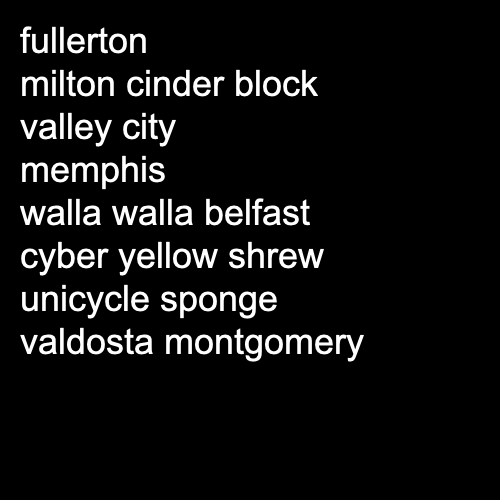 fullerton
milton cinder block
valley city
memphis
walla walla belfast
cyber yellow shrew
unicycle sponge
valdosta montgomery